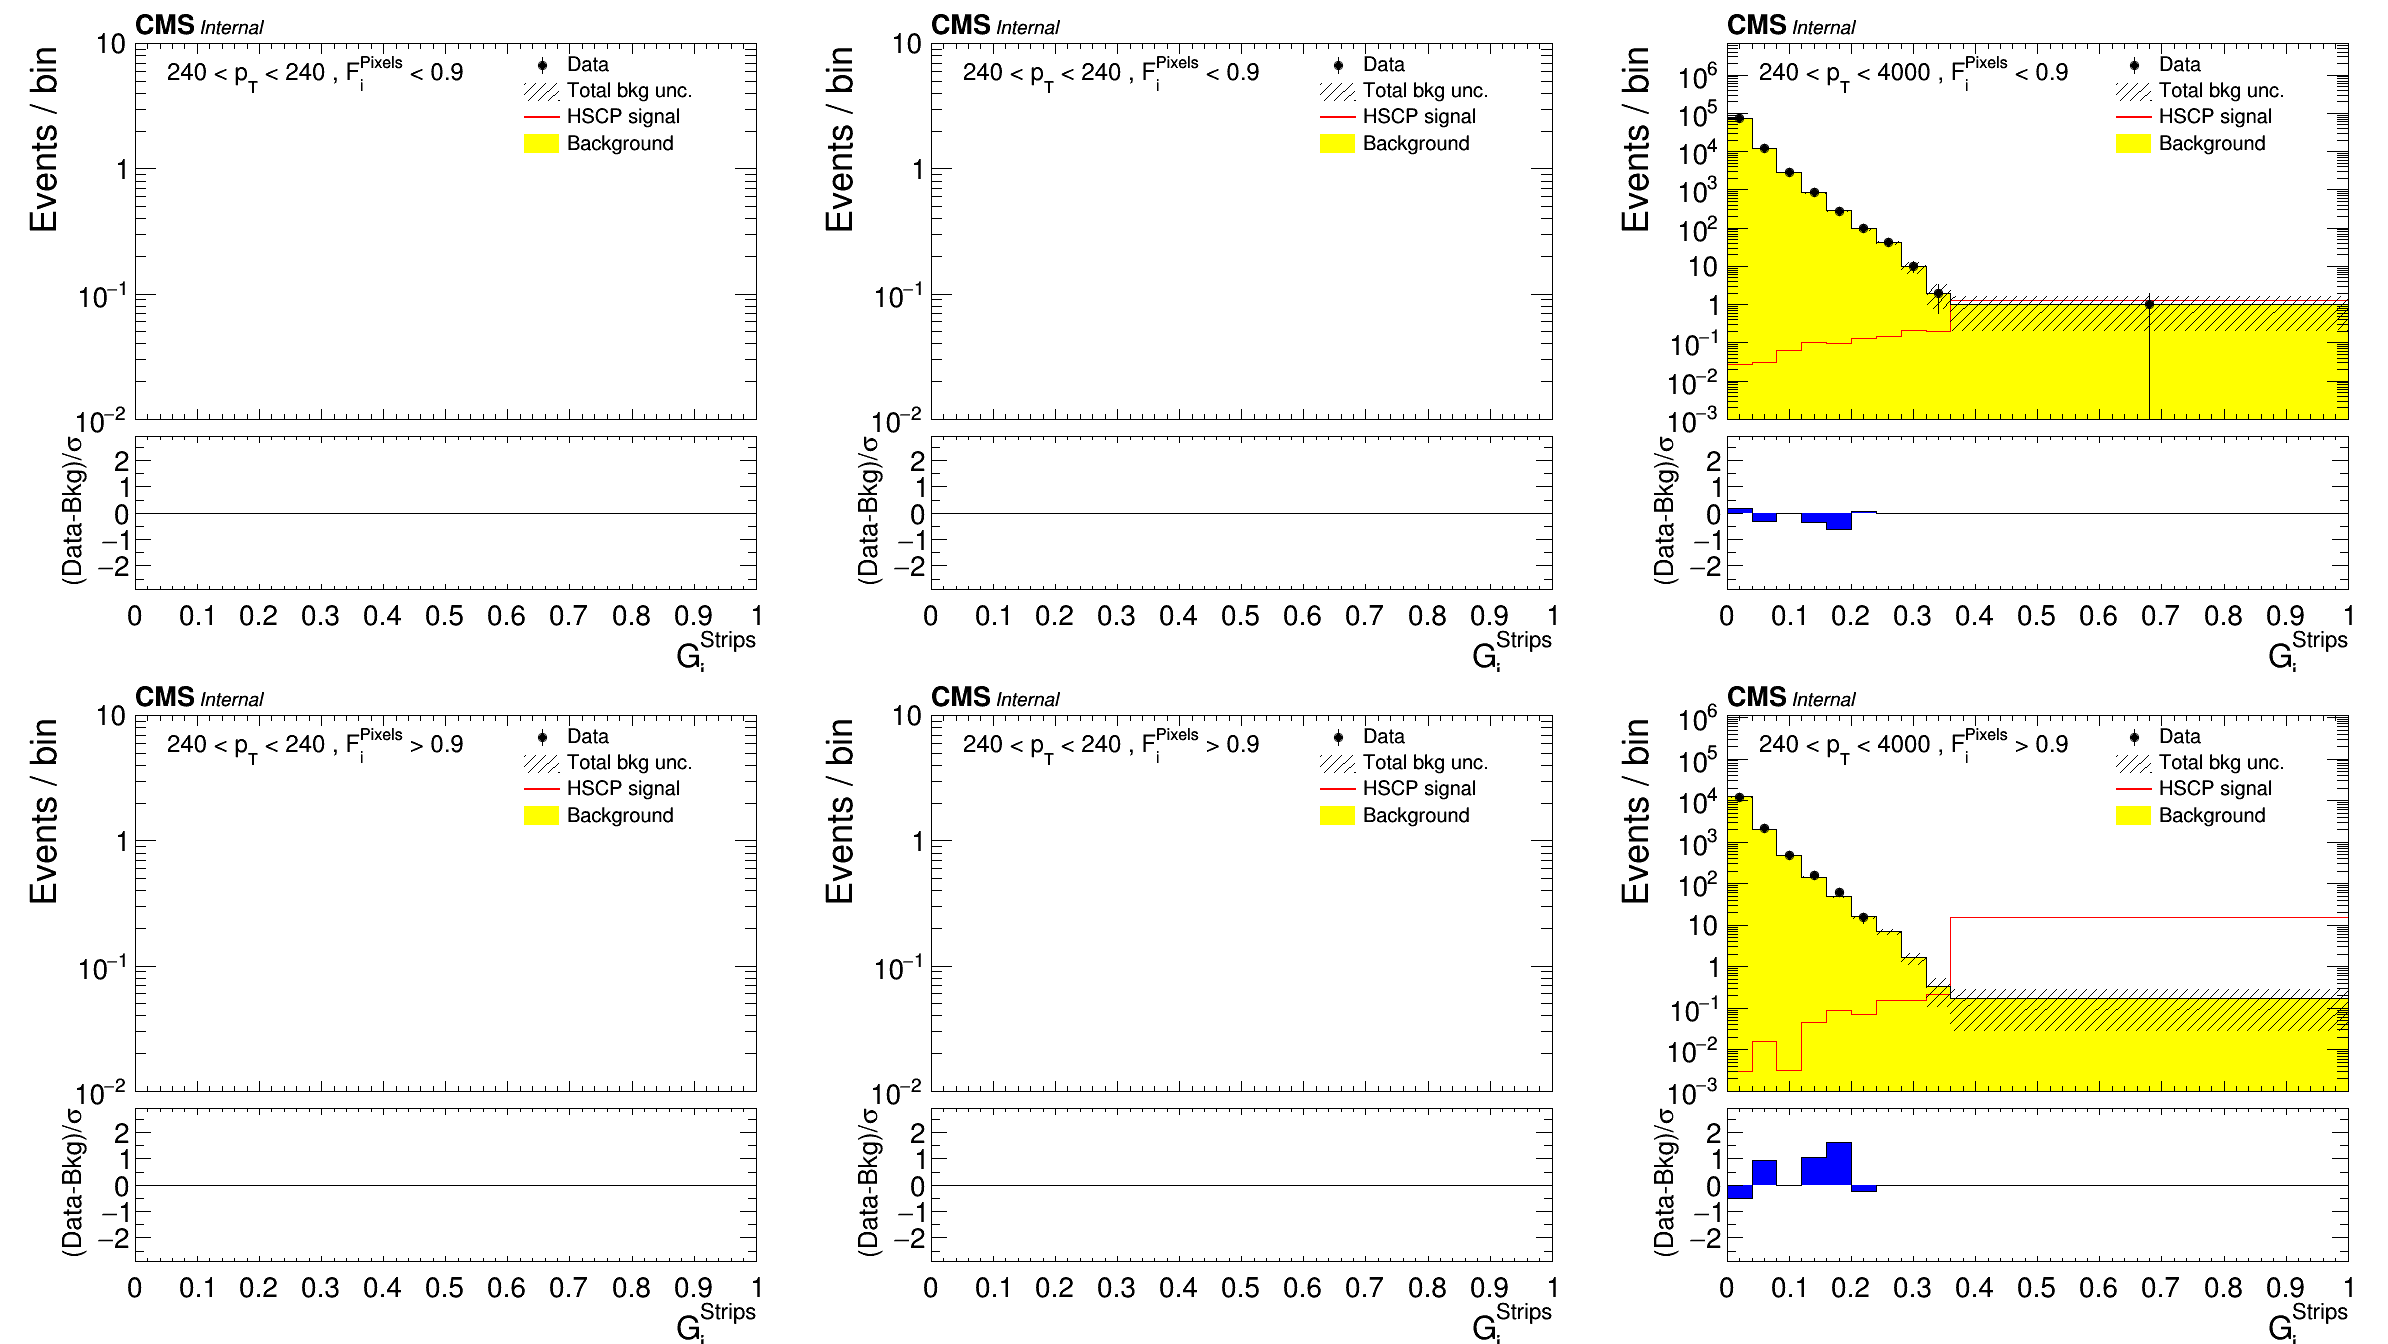 CMS Internal
Events / bin
240 < p_T < 240 , F_i^Pixels < 0.9
Data
Total bkg unc.
HSCP signal
Background
10
1
10^−1
10^−2
(Data-Bkg)/σ
2
1
0
−1
−2
0 0.1 0.2 0.3 0.4 0.5 0.6 0.7 0.8 0.9 1
G_i^Strips
CMS Internal
Events / bin
240 < p_T < 240 , F_i^Pixels < 0.9
Data
Total bkg unc.
HSCP signal
Background
10
1
10^−1
10^−2
(Data-Bkg)/σ
2
1
0
−1
−2
0 0.1 0.2 0.3 0.4 0.5 0.6 0.7 0.8 0.9 1
G_i^Strips
CMS Internal
Events / bin
240 < p_T < 4000 , F_i^Pixels < 0.9
Data
Total bkg unc.
HSCP signal
Background
10^6
10^5
10^4
10^3
10^2
10
1
10^−1
10^−2
10^−3
(Data-Bkg)/σ
2
1
0
−1
−2
0 0.1 0.2 0.3 0.4 0.5 0.6 0.7 0.8 0.9 1
G_i^Strips
CMS Internal
Events / bin
240 < p_T < 240 , F_i^Pixels > 0.9
Data
Total bkg unc.
HSCP signal
Background
10
1
10^−1
10^−2
(Data-Bkg)/σ
2
1
0
−1
−2
0 0.1 0.2 0.3 0.4 0.5 0.6 0.7 0.8 0.9 1
G_i^Strips
CMS Internal
Events / bin
240 < p_T < 240 , F_i^Pixels > 0.9
Data
Total bkg unc.
HSCP signal
Background
10
1
10^−1
10^−2
(Data-Bkg)/σ
2
1
0
−1
−2
0 0.1 0.2 0.3 0.4 0.5 0.6 0.7 0.8 0.9 1
G_i^Strips
CMS Internal
Events / bin
240 < p_T < 4000 , F_i^Pixels > 0.9
Data
Total bkg unc.
HSCP signal
Background
10^6
10^5
10^4
10^3
10^2
10
1
10^−1
10^−2
10^−3
(Data-Bkg)/σ
2
1
0
−1
−2
0 0.1 0.2 0.3 0.4 0.5 0.6 0.7 0.8 0.9 1
G_i^Strips